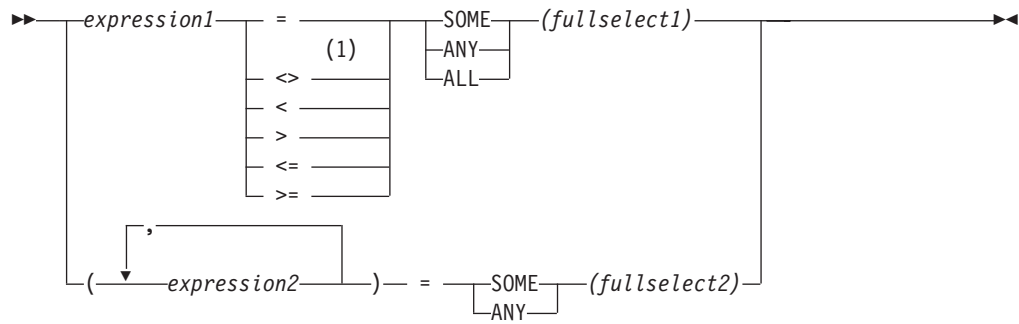 expression1 = SOME (fullselect1)
(1) ANY
<> ALL
<
>
<=
>=
,
( expression2 ) = SOME (fullselect2)
ANY